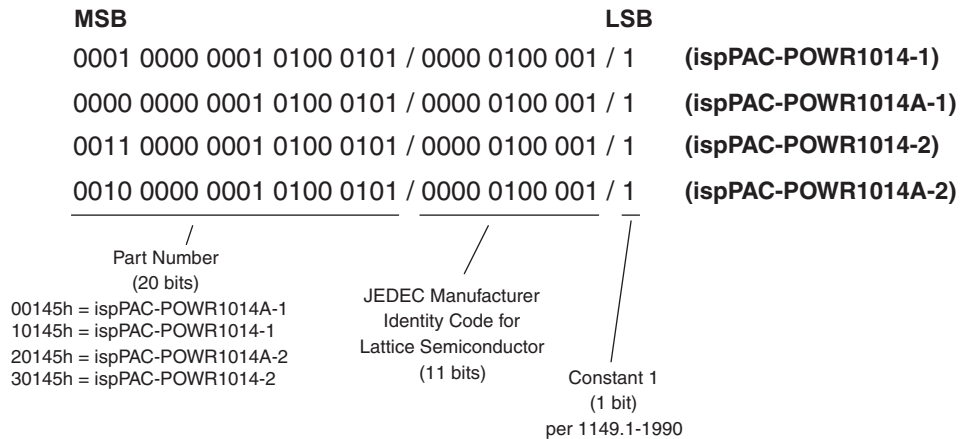 MSB LSB
0001 0000 0001 0100 0101 / 0000 0100 001 / 1 (ispPAC-POWR1014-1)
0000 0000 0001 0100 0101 / 0000 0100 001 / 1 (ispPAC-POWR1014A-1)
0011 0000 0001 0100 0101 / 0000 0100 001 / 1 (ispPAC-POWR1014-2)
0010 0000 0001 0100 0101 / 0000 0100 001 / 1 (ispPAC-POWR1014A-2)
Part Number
(20 bits)
00145h = ispPAC-POWR1014A-1
10145h = ispPAC-POWR1014-1
20145h = ispPAC-POWR1014A-2
30145h = ispPAC-POWR1014-2
JEDEC Manufacturer
Identity Code for
Lattice Semiconductor
(11 bits)
Constant 1
(1 bit)
per 1149.1-1990